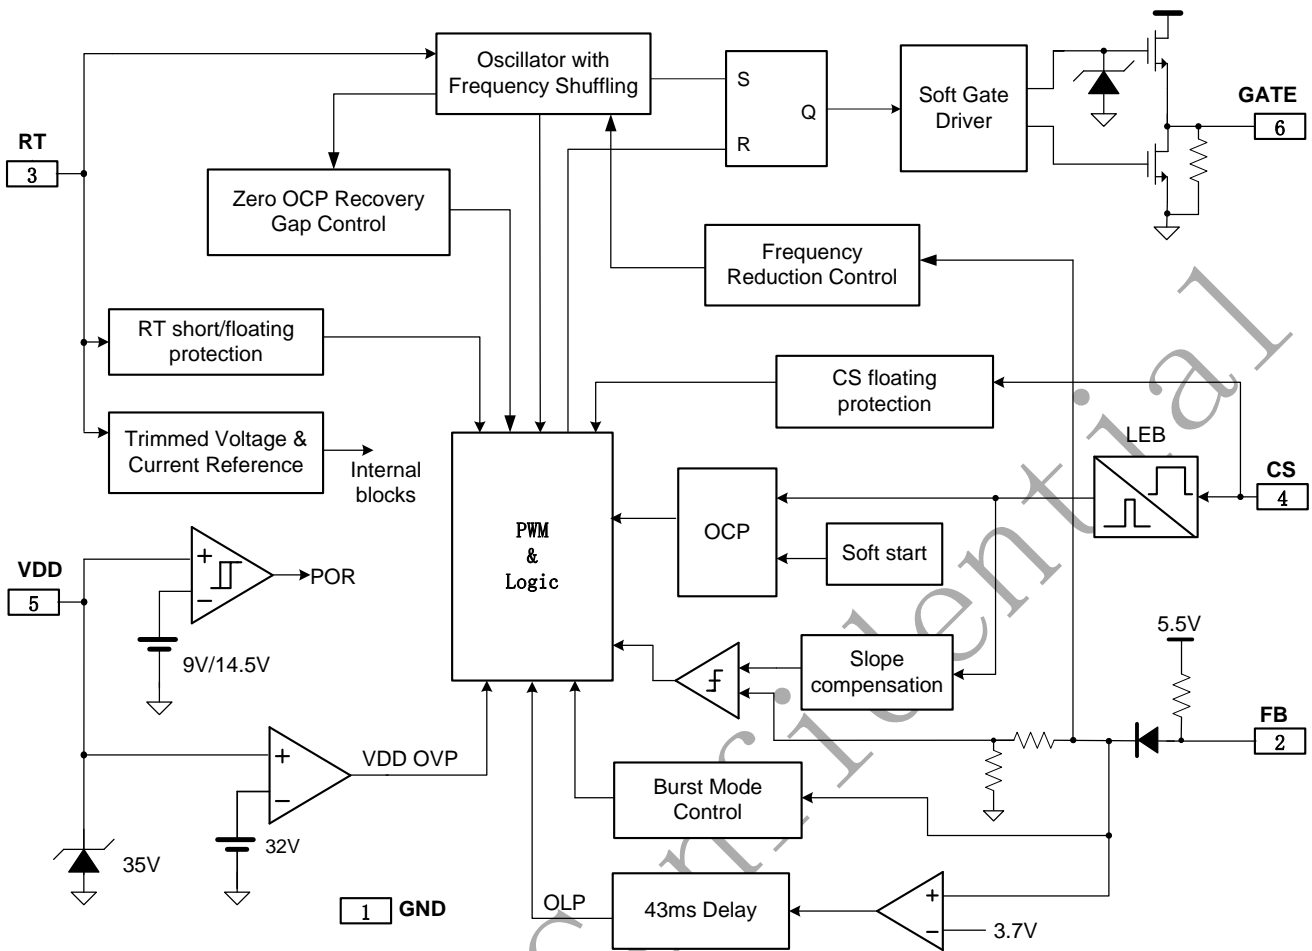 Oscillator with
Frequency Shuffling
S
R
Q
Soft Gate
Driver
GATE
6
RT
3
Zero OCP Recovery
Gap Control
Frequency
Reduction Control
RT short/floating
protection
CS floating
protection
Trimmed Voltage &
Current Reference
Internal
blocks
LEB
CS
4
PWM
&
Logic
OCP
Soft start
VDD
5
+
−
POR
9V/14.5V
Slope
compensation
5.5V
FB
2
+
−
VDD OVP
32V
35V
Burst Mode
Control
1
GND
OLP
43ms Delay
+
−
3.7V